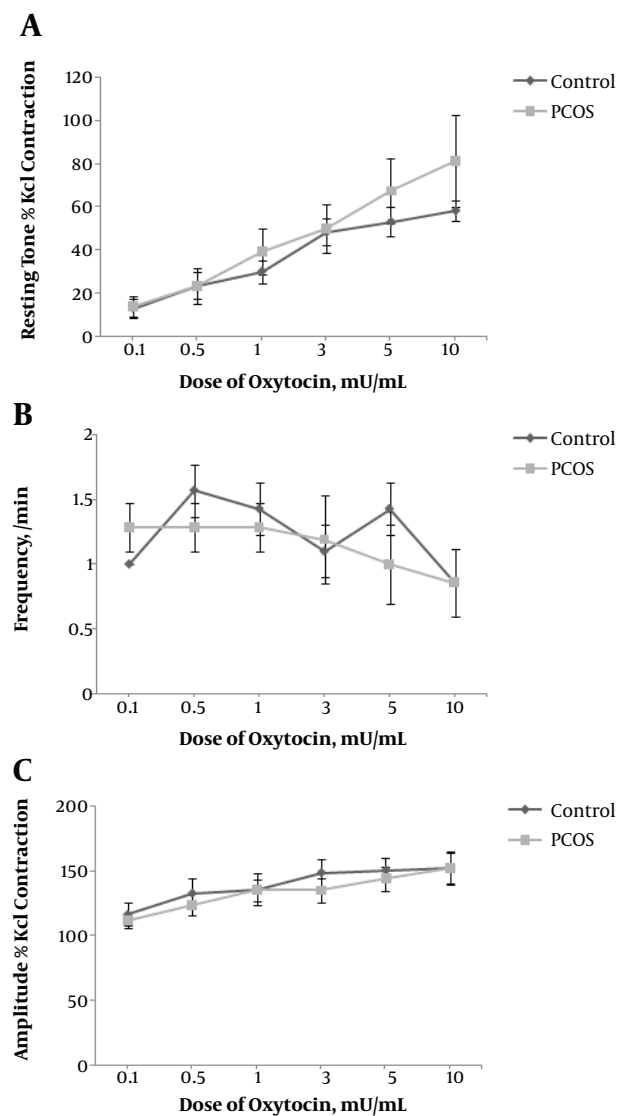 A
120
100
80
60
40
20
0
Resting Tone % Kcl Contraction
0.1 0.5 1 3 5 10
Dose of Oxytocin, mU/mL
Control
PCOS
B
2
1.5
1
0.5
0
Frequency, /min
0.1 0.5 1 3 5 10
Dose of Oxytocin, mU/mL
Control
PCOS
C
200
150
100
50
0
Amplitude % Kcl Contraction
0.1 0.5 1 3 5 10
Dose of Oxytocin, mU/mL
Control
PCOS